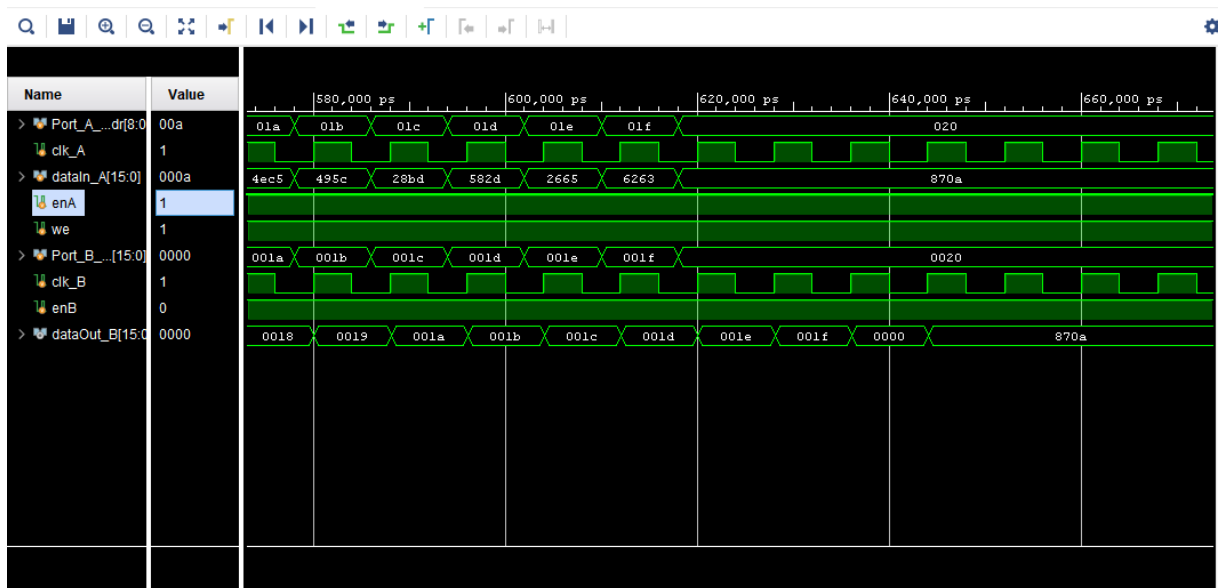 Name Value
580,000 ps 600,000 ps 620,000 ps 640,000 ps 660,000 ps
> Port_A_...dr[8:0 00a 01a 01b 01c 01d 01e 01f 020
clk_A 1
> dataIn_A[15:0] 000a 4ec5 495c 28bd 582d 2665 6263 870a
enA 1
we 1
> Port_B_...[15:0] 0000 001a 001b 001c 001d 001e 001f 0020
clk_B 1
enB 0
> dataOut_B[15:0 0000 0018 0019 001a 001b 001c 001d 001e 001f 0000 870a